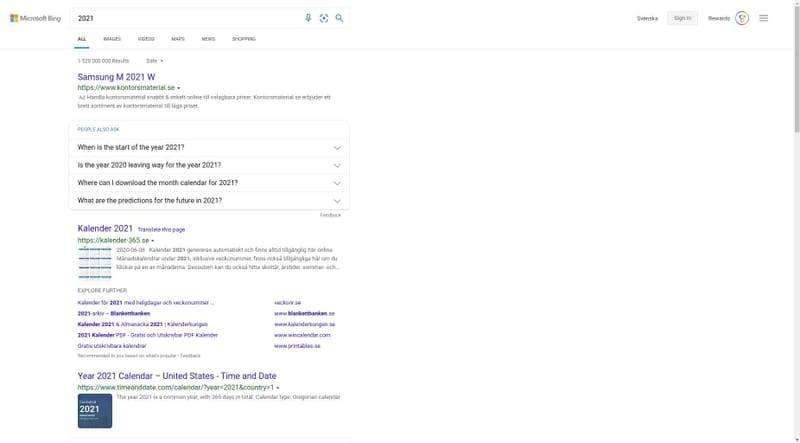 Microsoft Bing
2021
Svenska
Sign in
Rewards
ALL IMAGES VIDEOS MAPS NEWS SHOPPING
1 520 000 000 Results Date
Samsung M 2021 W
https://www.kontorsmaterial.se
Ad Handla kontorsmaterial snabbt & enkelt online till oslagbara priser. Kontorsmaterial.se erbjuder ett
brett sortiment av kontorsmaterial till låga priser.
PEOPLE ALSO ASK
When is the start of the year 2021?
Is the year 2020 leaving way for the year 2021?
Where can I download the month calendar for 2021?
What are the predictions for the future in 2021?
Feedback
Kalender 2021 Translate this page
https://kalender-365.se
2020-06-08 · Kalender 2021 genereras automatiskt och finns alltid tillgänglig här online.
Månadskalendrar under 2021, inklusive veckonummer, finns också tillgängliga här om du
klickar på en av månaderna. Dessutom kan du också hitta skottår, årstider, sommar- och...
EXPLORE FURTHER
Kalender för 2021 med helgdagar och veckonummer ... veckonr.se
2021-arkiv – Blankettbanken www.blankettbanken.se
Kalender 2021 & Almanacka 2021 | Kalenderkungen www.kalenderkungen.se
2021 Kalender PDF - Gratis och Utskrivbar PDF Kalender www.wincalendar.com
Gratis utskrivbara kalendrar www.printables.se
Recommended to you based on what's popular • Feedback
Year 2021 Calendar – United States - Time and Date
https://www.timeanddate.com/calendar/?year=2021&country=1
The year 2021 is a common year, with 365 days in total. Calendar type: Gregorian calendar
2021